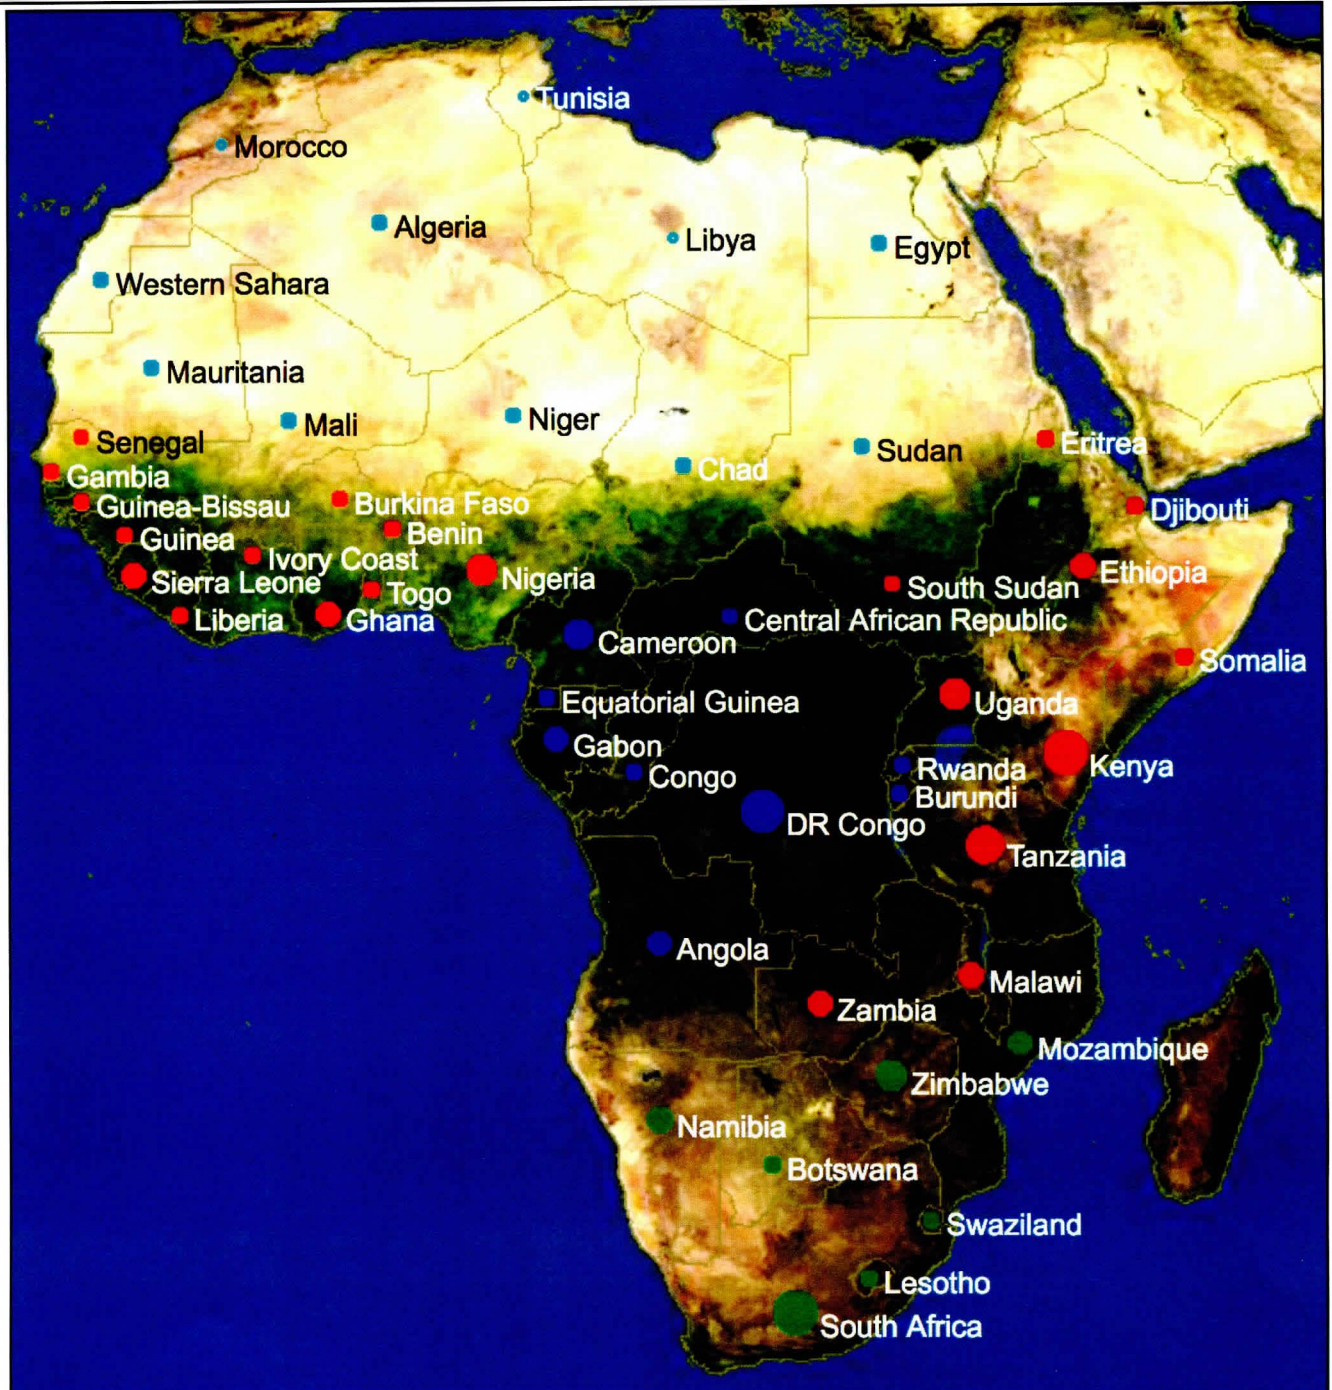 Tunisia
Morocco
Algeria
Libya
Egypt
Western Sahara
Mauritania
Mali
Niger
Senegal
Chad
Sudan
Eritrea
Gambia
Guinea-Bissau
Burkina Faso
Djibouti
Guinea
Benin
Ivory Coast
Sierra Leone
Togo
Nigeria
South Sudan
Ethiopia
Liberia
Ghana
Central African Republic
Cameroon
Somalia
Equatorial Guinea
Uganda
Gabon
Congo
Rwanda
Kenya
Burundi
DR Congo
Tanzania
Angola
Malawi
Zambia
Mozambique
Zimbabwe
Namibia
Botswana
Swaziland
Lesotho
South Africa